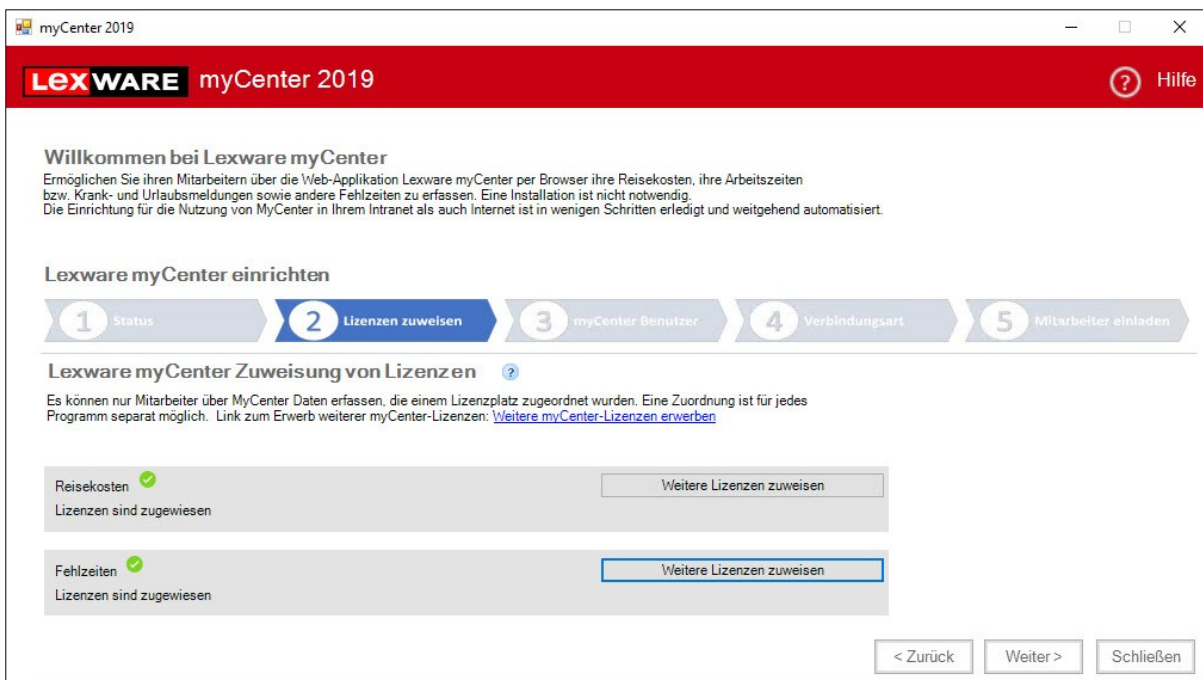 myCenter 2019
LEXWARE myCenter 2019
Hilfe
Willkommen bei Lexware myCenter
Ermöglichen Sie ihren Mitarbeitern über die Web-Applikation Lexware myCenter per Browser ihre Reisekosten, ihre Arbeitszeiten
bzw. Krank- und Urlaubsmeldungen sowie andere Fehlzeiten zu erfassen. Eine Installation ist nicht notwendig.
Die Einrichtung für die Nutzung von MyCenter in Ihrem Intranet als auch Internet ist in wenigen Schritten erledigt und weitgehend automatisiert.
Lexware myCenter einrichten
1 Status
2 Lizenzen zuweisen
3 myCenter Benutzer
4 Verbindungsart
5 Mitarbeiter einladen
Lexware myCenter Zuweisung von Lizenzen
Es können nur Mitarbeiter über MyCenter Daten erfassen, die einem Lizenzplatz zugeordnet wurden. Eine Zuordnung ist für jedes
Programm separat möglich. Link zum Erwerb weiterer myCenter-Lizenzen: Weitere myCenter-Lizenzen erwerben
Reisekosten
Weitere Lizenzen zuweisen
Lizenzen sind zugewiesen
Fehlzeiten
Weitere Lizenzen zuweisen
Lizenzen sind zugewiesen
< Zurück
Weiter >
Schließen